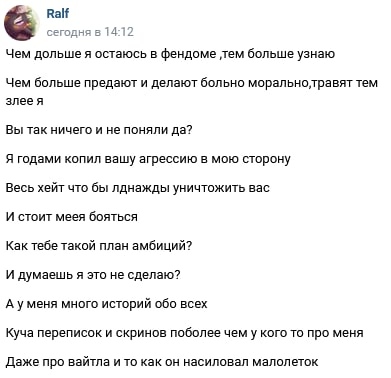 Ralf
сегодня в 14:12
Чем дольше я остаюсь в фендоме ,тем больше узнаю
Чем больше предают и делают больно морально,травят тем
злее я
Вы так ничего и не поняли да?
Я годами копил вашу агрессию в мою сторону
Весь хейт что бы лднажды уничтожить вас
И стоит меея бояться
Как тебе такой план амбиций?
И думаешь я это не сделаю?
А у меня много историй обо всех
Куча переписок и скринов поболее чем у кого то про меня
Даже про вайтла и то как он насиловал малолеток